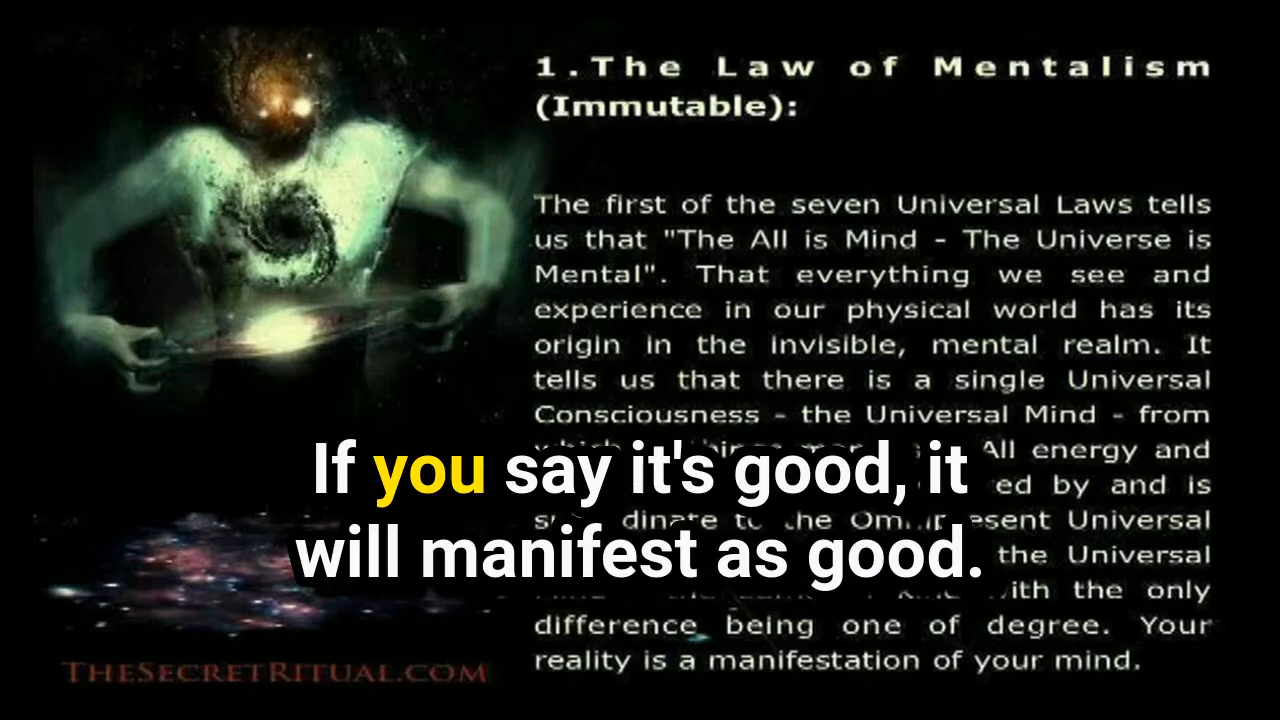 1.The Law of Mentalism
(Immutable):
The first of the seven Universal Laws tells
us that "The All is Mind - The Universe is
Mental". That everything we see and
experience in our physical world has its
origin in the invisible, mental realm. It
tells us that there is a single Universal
Consciousness - the Universal Mind - from
All energy and
by and is
to the Universal
the Universal
with the only
difference being one of degree. Your
reality is a manifestation of your mind.
If you say it's good, it
will manifest as good.
THESECRETRITUAL.COM